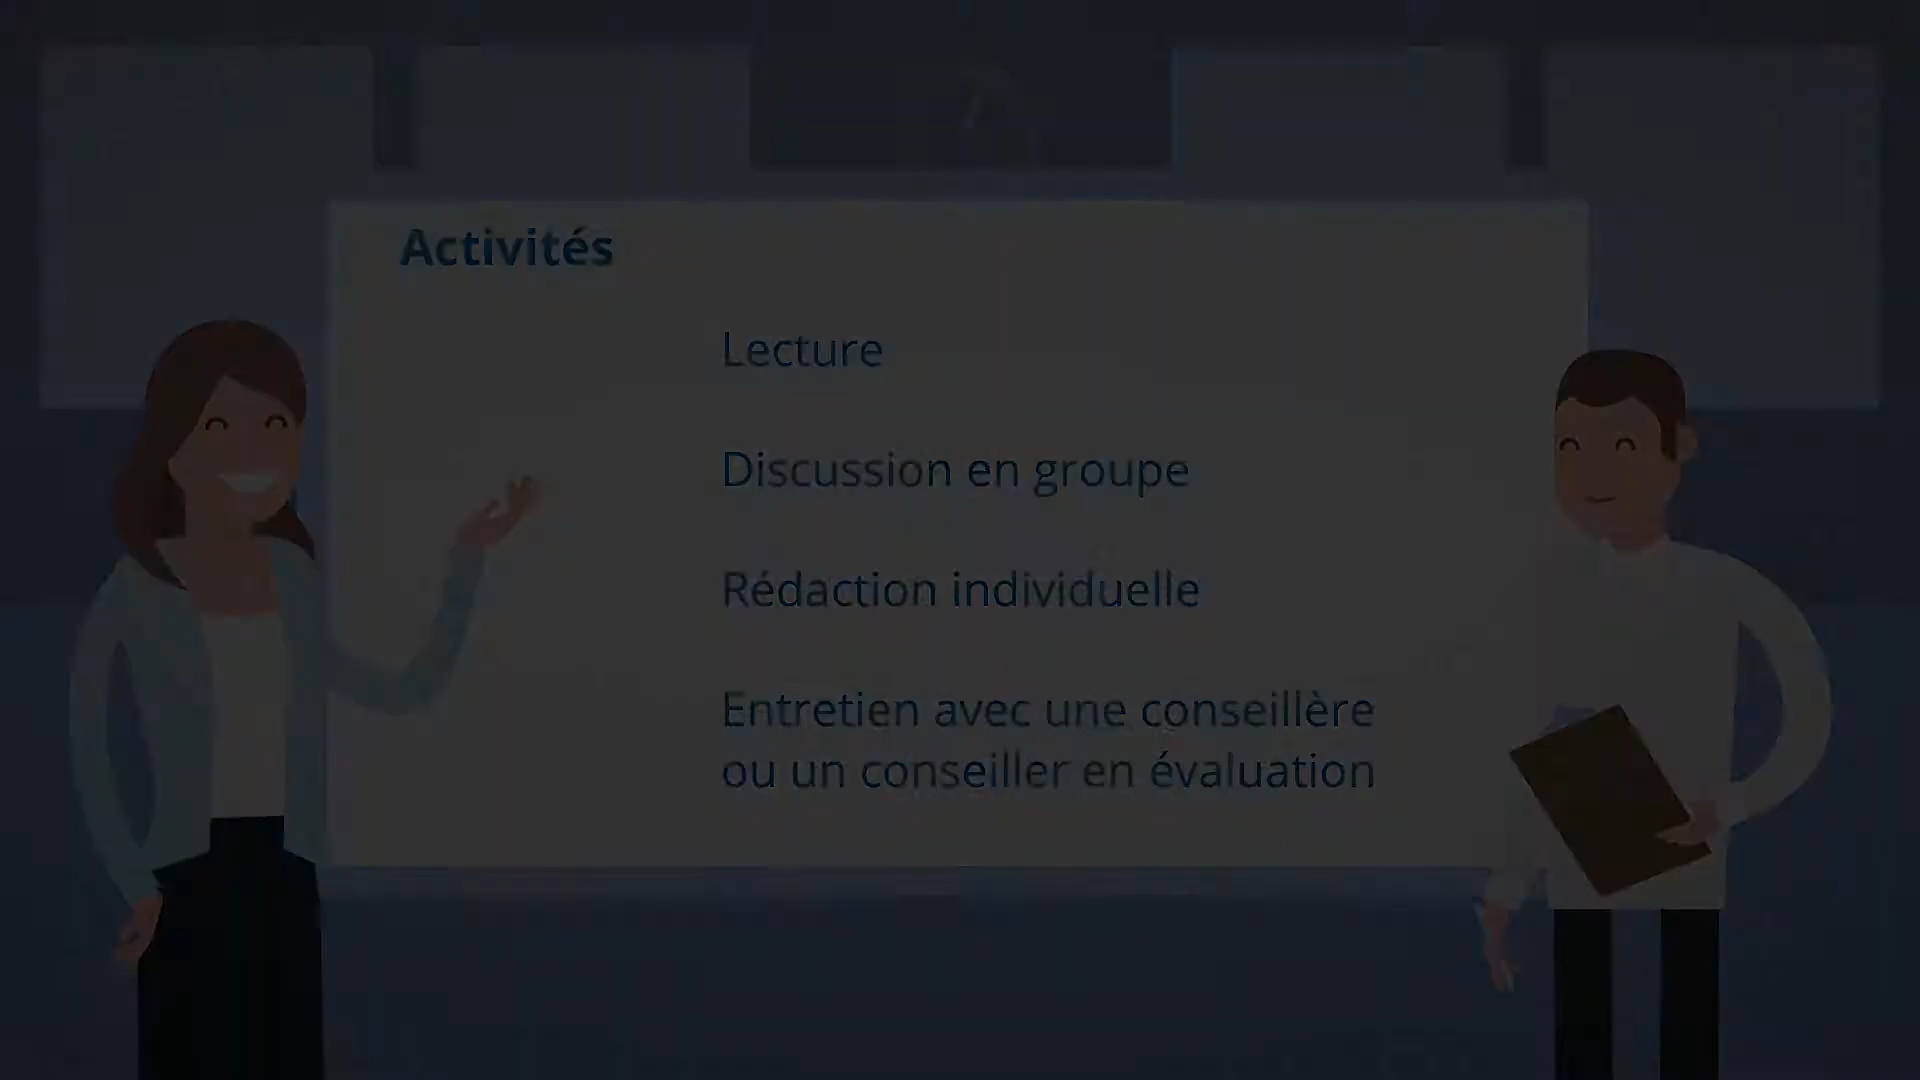 Activités
Lecture
Discussion en groupe
Rédaction individuelle
Entretien avec une conseillère
ou un conseiller en évaluation